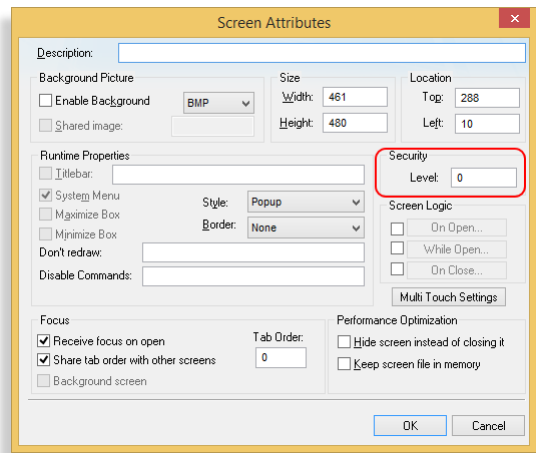 Screen Attributes
Description:
Background Picture
Enable Background
BMP
Shared image:
Size
Width: 461
Height: 480
Location
Top: 288
Left: 10
Runtime Properties
Titlebar:
System Menu
Maximize Box
Minimize Box
Style: Popup
Border: None
Don't redraw:
Disable Commands:
Security
Level: 0
Screen Logic
On Open...
While Open...
On Close...
Multi Touch Settings
Focus
Receive focus on open
Share tab order with other screens
Background screen
Tab Order:
0
Performance Optimization
Hide screen instead of closing it
Keep screen file in memory
OK
Cancel